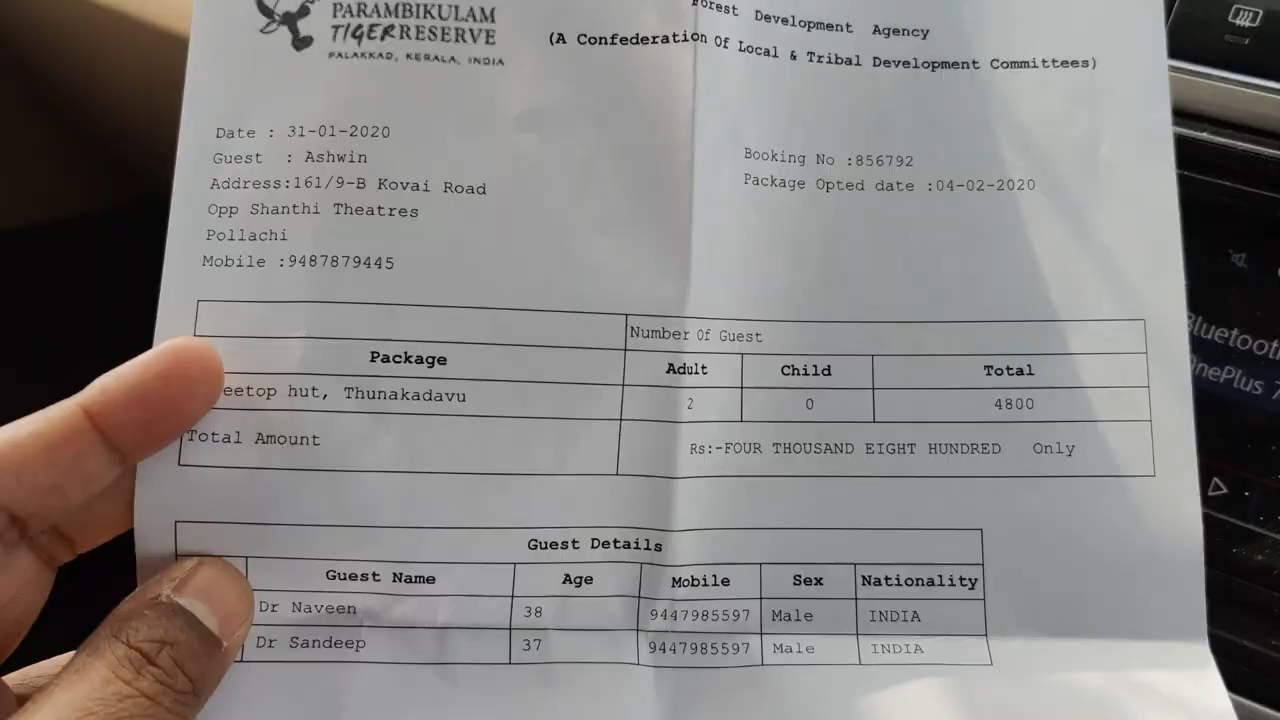 PARAMBIKULAM
TIGERRESERVE
PALAKKAD, KERALA, INDIA
Forest Development Agency
(A Confederation Of Local & Tribal Development Committees)
Date : 31-01-2020
Guest : Ashwin
Address:161/9-B Kovai Road
Opp Shanthi Theatres
Pollachi
Mobile :9487879445
Booking No :856792
Package Opted date :04-02-2020
Number Of Guest
Package Adult Child Total
eetop hut, Thunakadavu 2 0 4800
Total Amount Rs:-FOUR THOUSAND EIGHT HUNDRED Only
Guest Details
Guest Name Age Mobile Sex Nationality
Dr Naveen 38 9447985597 Male INDIA
Dr Sandeep 37 9447985597 Male INDIA
Bluetooth
OnePlus 7